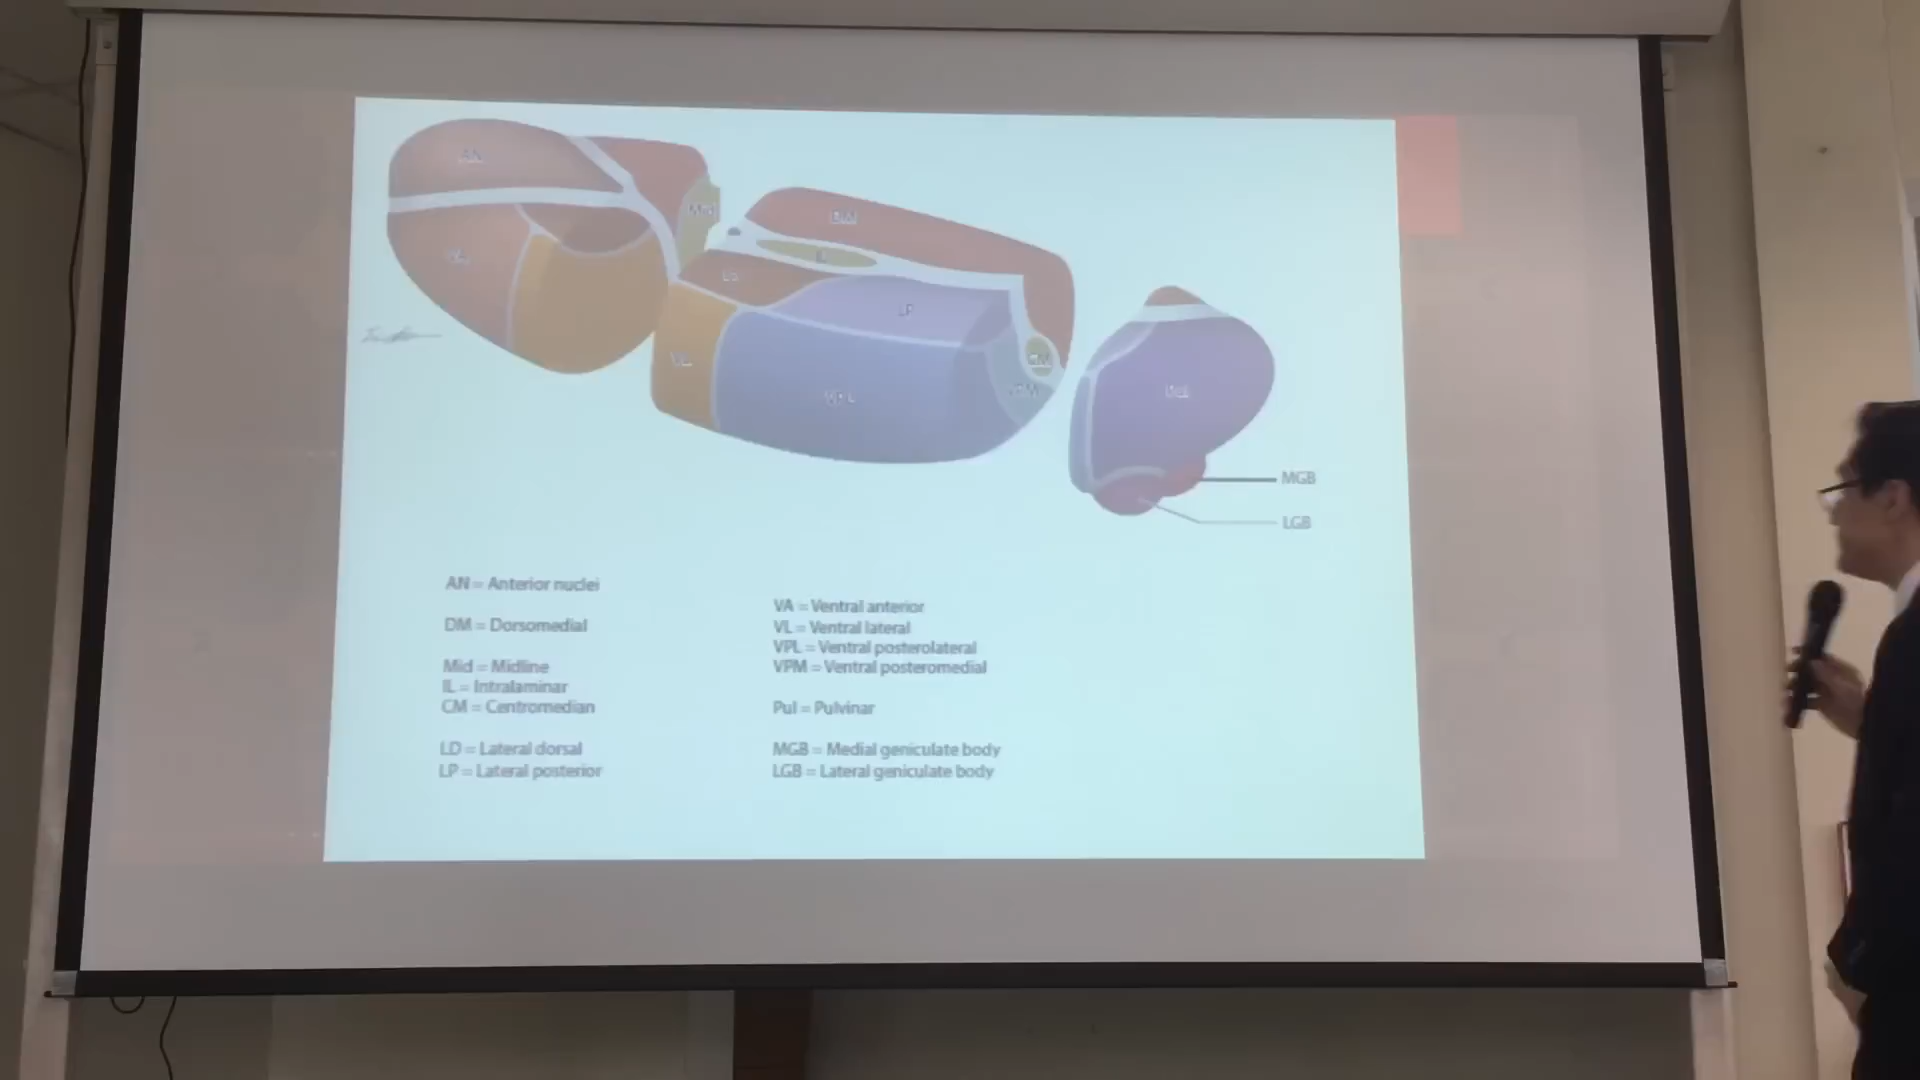 AN
Mid
DM
VA
IL
LD
LP
VL
CM
VPL
VPM
Pul
MGB
LGB
AN = Anterior nuclei
DM = Dorsomedial
Mid = Midline
IL = Intralaminar
CM = Centromedian
LD = Lateral dorsal
LP = Lateral posterior
VA = Ventral anterior
VL = Ventral lateral
VPL = Ventral posterolateral
VPM = Ventral posteromedial
Pul = Pulvinar
MGB = Medial geniculate body
LGB = Lateral geniculate body